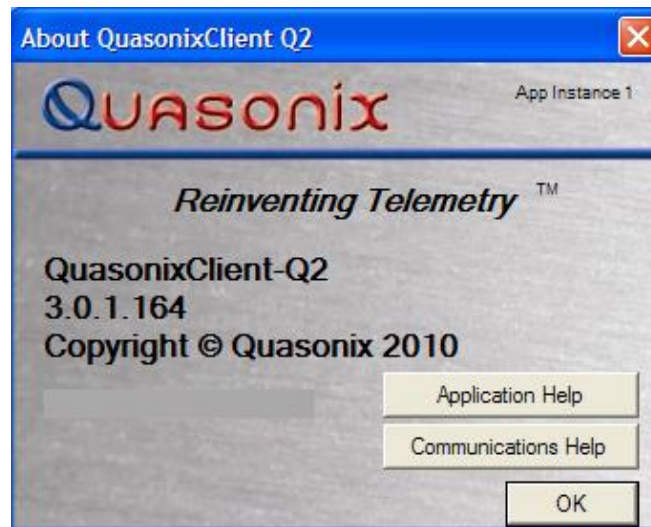 About QuasonixClient Q2
Quasonix
App Instance 1
Reinventing Telemetry ™
QuasonixClient-Q2
3.0.1.164
Copyright © Quasonix 2010
Application Help
Communications Help
OK